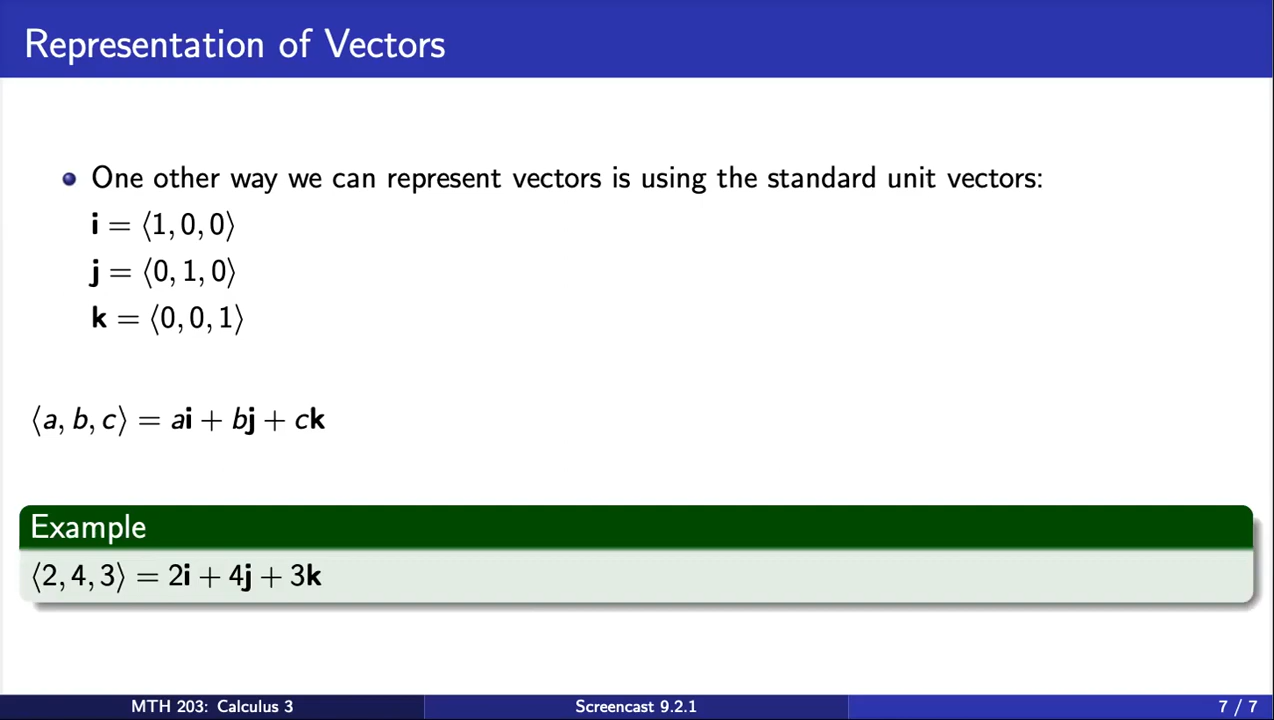 Representation of Vectors
One other way we can represent vectors is using the standard unit vectors:
i = ⟨1, 0, 0⟩
j = ⟨0, 1, 0⟩
k = ⟨0, 0, 1⟩
⟨a, b, c⟩ = ai + bj + ck
Example
⟨2, 4, 3⟩ = 2i + 4j + 3k
MTH 203: Calculus 3 Screencast 9.2.1 7 / 7